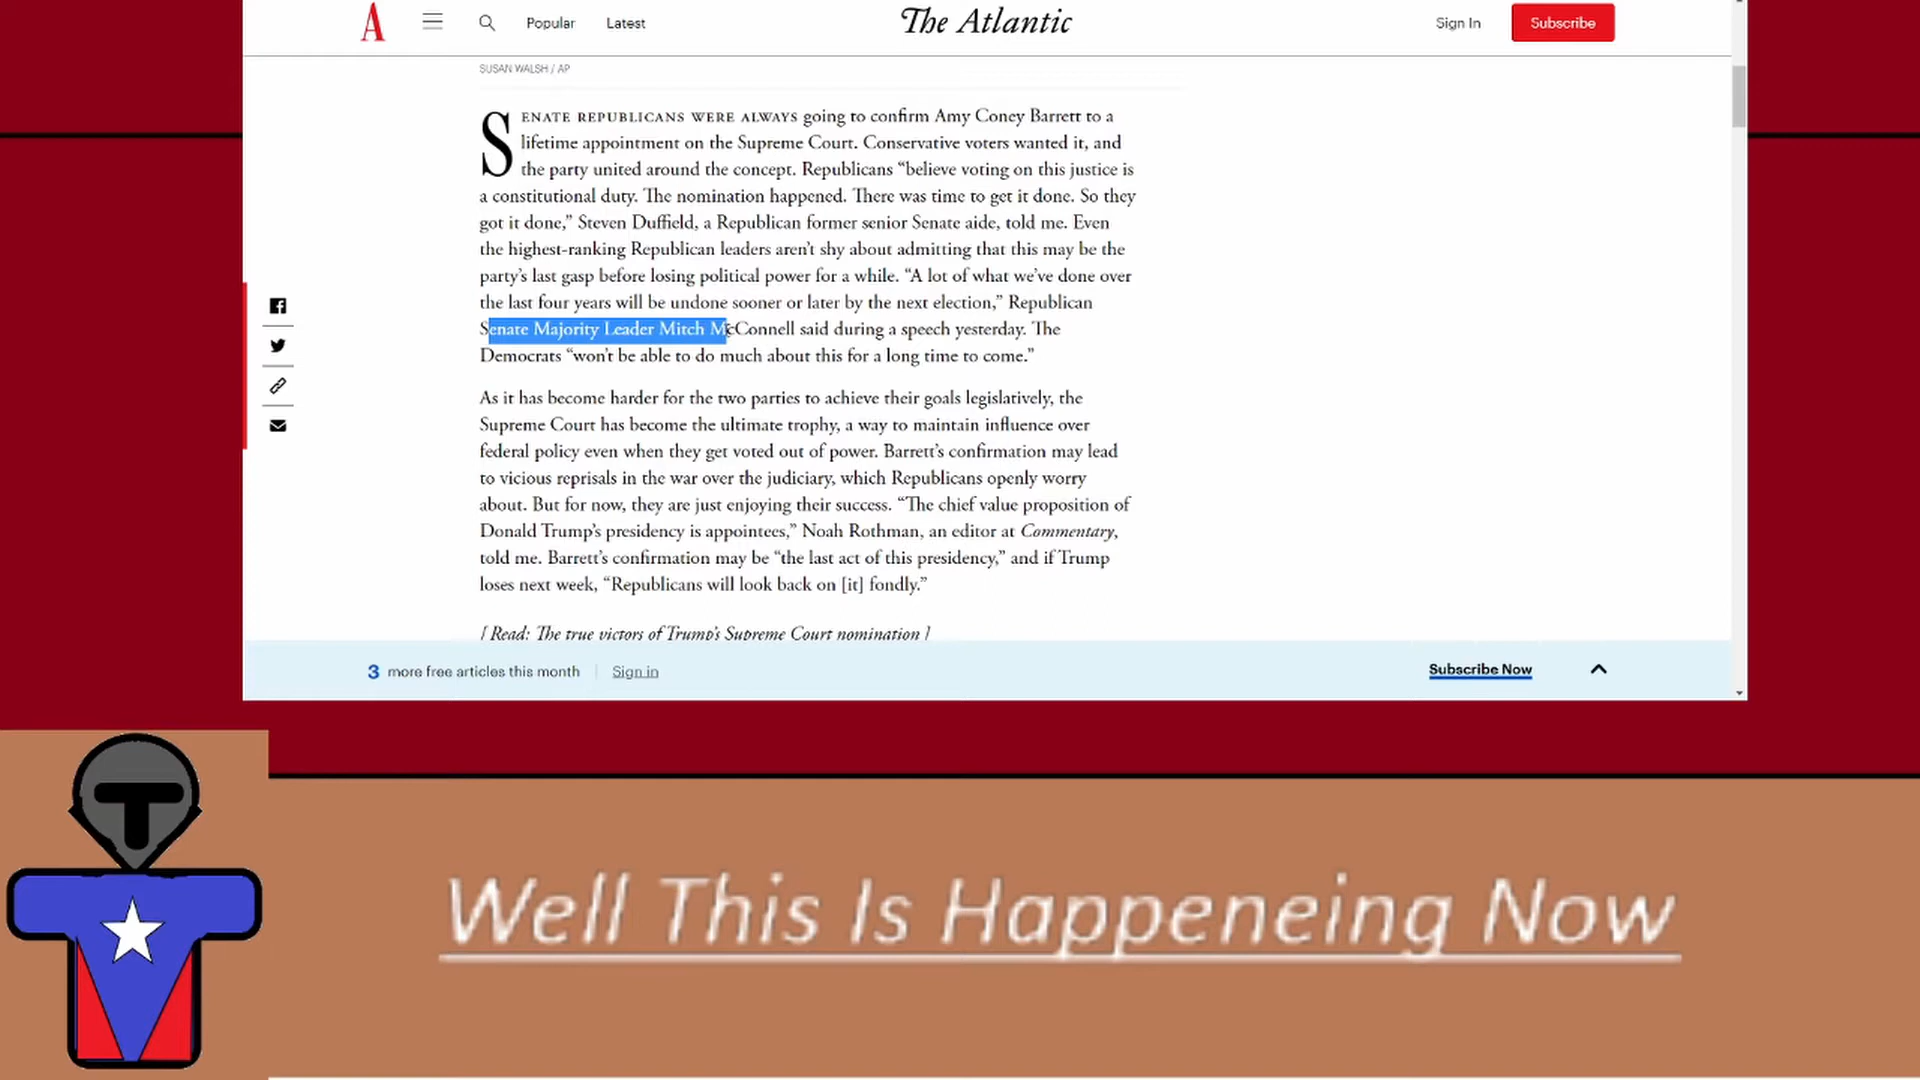 A
Popular
Latest
The Atlantic
Sign In
Subscribe
SUSAN WALSH / AP
SENATE REPUBLICANS WERE ALWAYS going to confirm Amy Coney Barrett to a
lifetime appointment on the Supreme Court. Conservative voters wanted it, and
the party united around the concept. Republicans “believe voting on this justice is
a constitutional duty. The nomination happened. There was time to get it done. So they
got it done,” Steven Duffield, a Republican former senior Senate aide, told me. Even
the highest-ranking Republican leaders aren’t shy about admitting that this may be the
party’s last gasp before losing political power for a while. “A lot of what we’ve done over
the last four years will be undone sooner or later by the next election,” Republican
Senate Majority Leader Mitch McConnell said during a speech yesterday. The
Democrats “won’t be able to do much about this for a long time to come.”
As it has become harder for the two parties to achieve their goals legislatively, the
Supreme Court has become the ultimate trophy, a way to maintain influence over
federal policy even when they get voted out of power. Barrett’s confirmation may lead
to vicious reprisals in the war over the judiciary, which Republicans openly worry
about. But for now, they are just enjoying their success. “The chief value proposition of
Donald Trump’s presidency is appointees,” Noah Rothman, an editor at Commentary,
told me. Barrett’s confirmation may be “the last act of this presidency,” and if Trump
loses next week, “Republicans will look back on [it] fondly.”
[ Read: The true victors of Trump’s Supreme Court nomination ]
3 more free articles this month
Sign in
Subscribe Now
Well This Is Happeneing Now